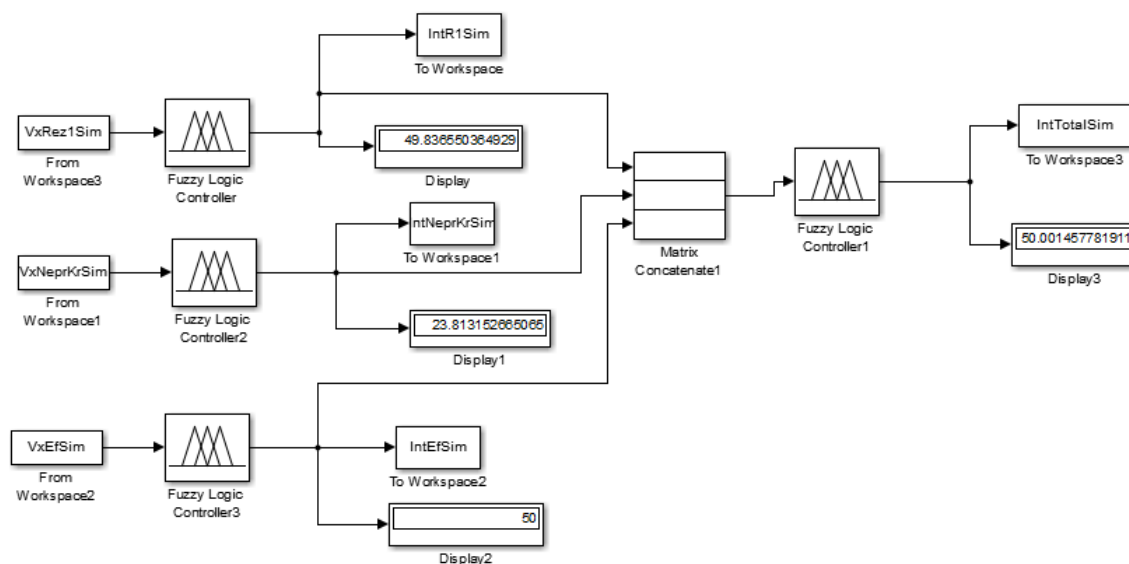 IntR1Sim
To Workspace
VxRez1Sim
From
Workspace3
Fuzzy Logic
Controller
49.836550364929
Display
IntTotalSim
To Workspace3
ntNeprKrSim
To Workspace1
Matrix
Concatenate1
Fuzzy Logic
Controller1
50.001457781911
Display3
VxNeprKrSim
From
Workspace1
Fuzzy Logic
Controller2
23.813152665065
Display1
VxEfSim
From
Workspace2
Fuzzy Logic
Controller3
IntEfSim
To Workspace2
50
Display2